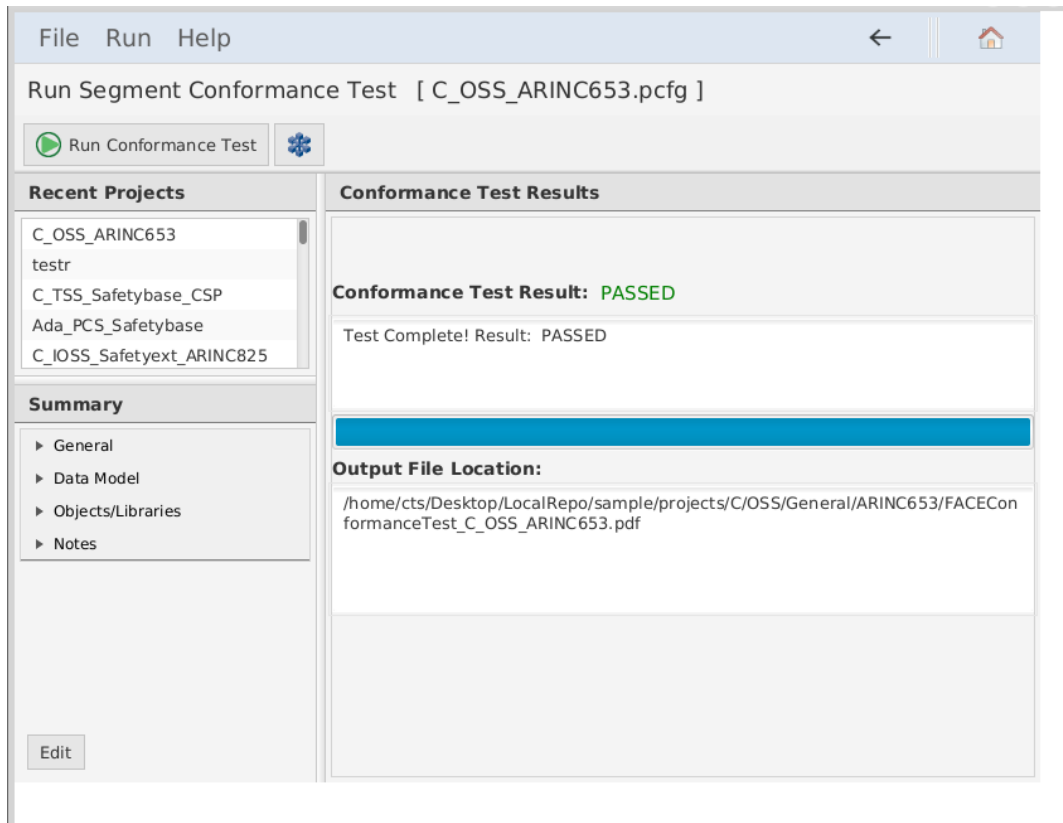 File Run Help
Run Segment Conformance Test [ C_OSS_ARINC653.pcfg ]
Run Conformance Test
Recent Projects
C_OSS_ARINC653
testr
C_TSS_Safetybase_CSP
Ada_PCS_Safetybase
C_IOSS_Safetyext_ARINC825
Summary
General
Data Model
Objects/Libraries
Notes
Edit
Conformance Test Results
Conformance Test Result: PASSED
Test Complete! Result: PASSED
Output File Location:
/home/cts/Desktop/LocalRepo/sample/projects/C/OSS/General/ARINC653/FACECon
formanceTest_C_OSS_ARINC653.pdf